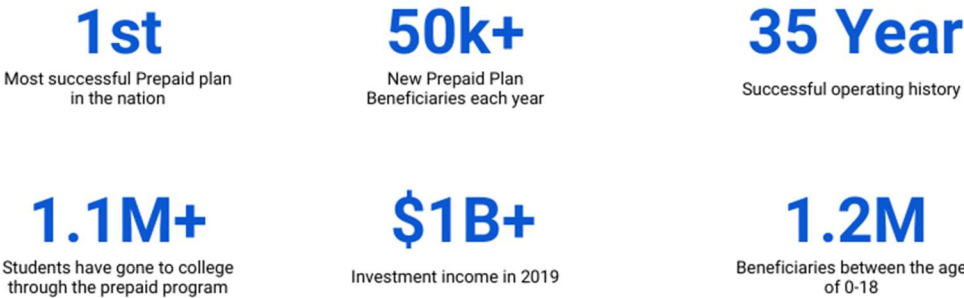 1st
Most successful Prepaid plan
in the nation
50k+
New Prepaid Plan
Beneficiaries each year
35 Year
Successful operating history
1.1M+
Students have gone to college
through the prepaid program
$1B+
Investment income in 2019
1.2M
Beneficiaries between the age
of 0-18